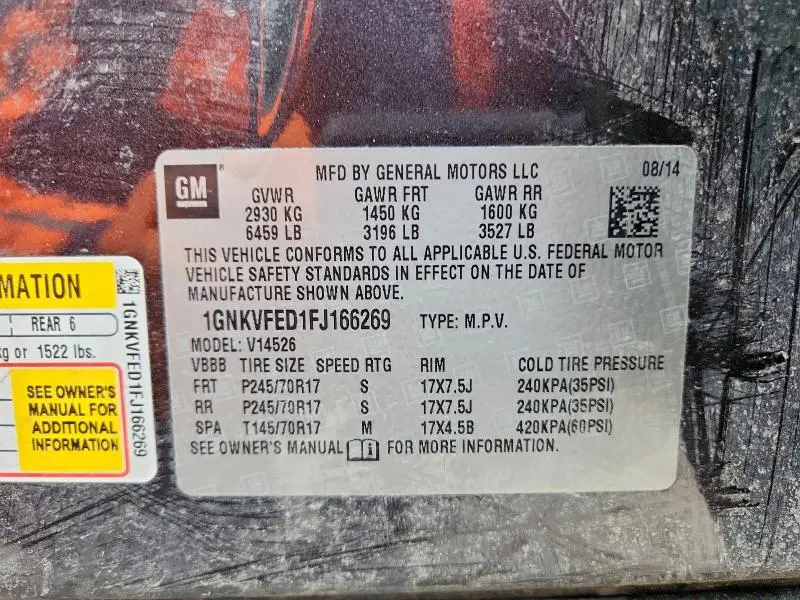 GM
MFD BY GENERAL MOTORS LLC 08/14
GVWR GAWR FRT GAWR RR
2930 KG 1450 KG 1600 KG
6459 LB 3196 LB 3527 LB
THIS VEHICLE CONFORMS TO ALL APPLICABLE U.S. FEDERAL MOTOR
VEHICLE SAFETY STANDARDS IN EFFECT ON THE DATE OF
MANUFACTURE SHOWN ABOVE.
1GNKVFED1FJ166269 TYPE: M.P.V.
MODEL: V14526
VBBB TIRE SIZE SPEED RTG RIM COLD TIRE PRESSURE
FRT P245/70R17 S 17X7.5J 240KPA(35PSI)
RR P245/70R17 S 17X7.5J 240KPA(35PSI)
SPA T145/70R17 M 17X4.5B 420KPA(60PSI)
SEE OWNER'S MANUAL i FOR MORE INFORMATION.
MATION
REAR 6
kg or 1522 lbs.
SEE OWNER'S
MANUAL FOR
ADDITIONAL
INFORMATION
1GNKVFED1FJ166269